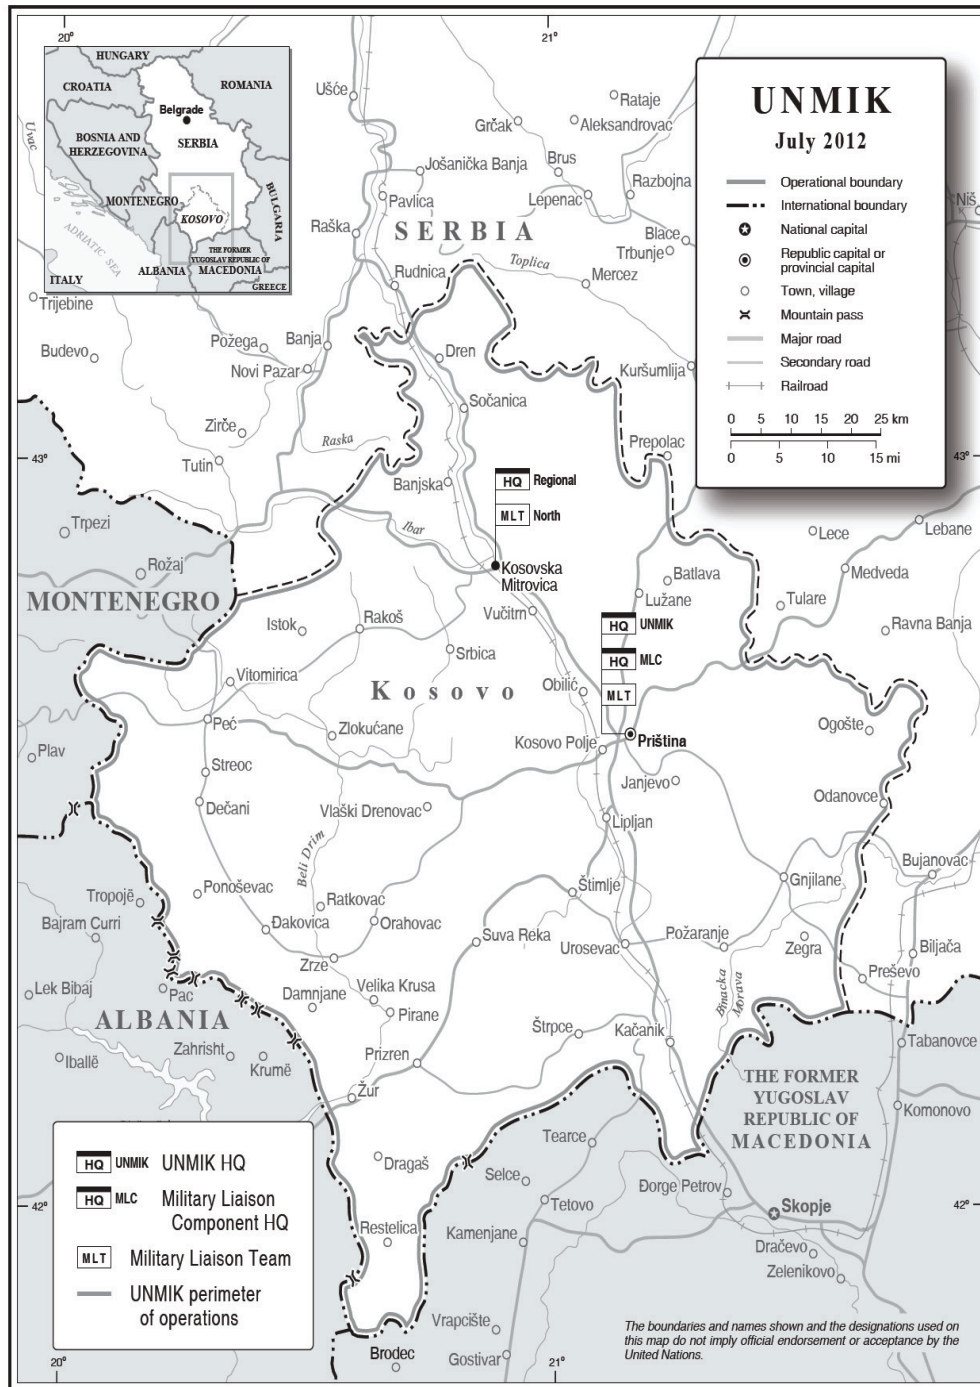 20°
21°
HUNGARY
CROATIA
ROMANIA
Belgrade
BOSNIA AND
HERZEGOVINA
SERBIA
MONTENEGRO
KOSOVO
BULGARIA
ADRIATIC SEA
THE FORMER
YUGOSLAV REPUBLIC OF
MACEDONIA
ALBANIA
ITALY
GREECE
UNMIK
July 2012
Operational boundary
International boundary
National capital
Republic capital or
provincial capital
Town, village
Mountain pass
Major road
Secondary road
Railroad
0 5 10 15 20 25 km
0 5 10 15 mi
Uvac
Ušće
Rataje
Grčak
Aleksandrovac
Jošanička Banja
Brus
Pavlica
Lepenac
Razbojna
Niš
Raška
SERBIA
Blace
Trbunje
Toplica
Rudnica
Mercez
Trijebine
Požega
Banja
Budevo
Dren
Novi Pazar
Kuršumlija
Sočanica
Zirče
Raska
Prepolac
43°
43°
Tutin
Banjska
HQ Regional
MLT North
Ibar
Trpezi
Lece
Lebane
Rožaj
Kosovska
Mitrovica
Batlava
Medveda
MONTENEGRO
Lužane
Tulare
Vučitrn
Istok
Rakoš
HQ UNMIK
Ravna Banja
Srbica
HQ MLC
Vitomirica
Kosovo
Obilić
MLT
Peć
Zlokućane
Ogošte
Plav
Kosovo Polje
Priština
Streoc
Janjevo
Dečani
Vlaški Drenovac
Odanovce
Lipljan
Beli Drim
Bujanovac
Tropojë
Ponoševac
Štimlje
Gnjilane
Ratkovac
Bajram Curri
Đakovica
Orahovac
Suva Reka
Urosevac
Požaranje
Zegra
Biljača
Zrze
Preševo
Lek Bibaj
Pac
Damnjane
Velika Krusa
Binacka
Morava
ALBANIA
Pirane
Štrpce
Kačanik
Tabanovce
Iballë
Zahrisht
Krumë
Prizren
THE FORMER
YUGOSLAV
REPUBLIC OF
MACEDONIA
Žur
Komonovo
Tearce
HQ UNMIK UNMIK HQ
HQ MLC Military Liaison
Component HQ
MLT Military Liaison Team
UNMIK perimeter
of operations
Dragaš
Selce
Đorge Petrov
42°
Tetovo
Skopje
42°
Restelica
Kamenjane
Dračevo
Zelenikovo
Vrapcište
Brodec
Gostivar
The boundaries and names shown and the designations used on
this map do not imply official endorsement or acceptance by the
United Nations.
20°
21°